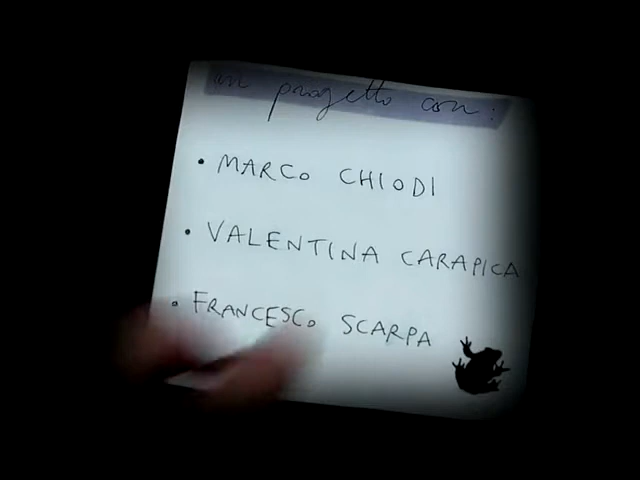 un progetto con:
• MARCO CHIODI
• VALENTINA CARAPICA
• FRANCESCO SCARPA